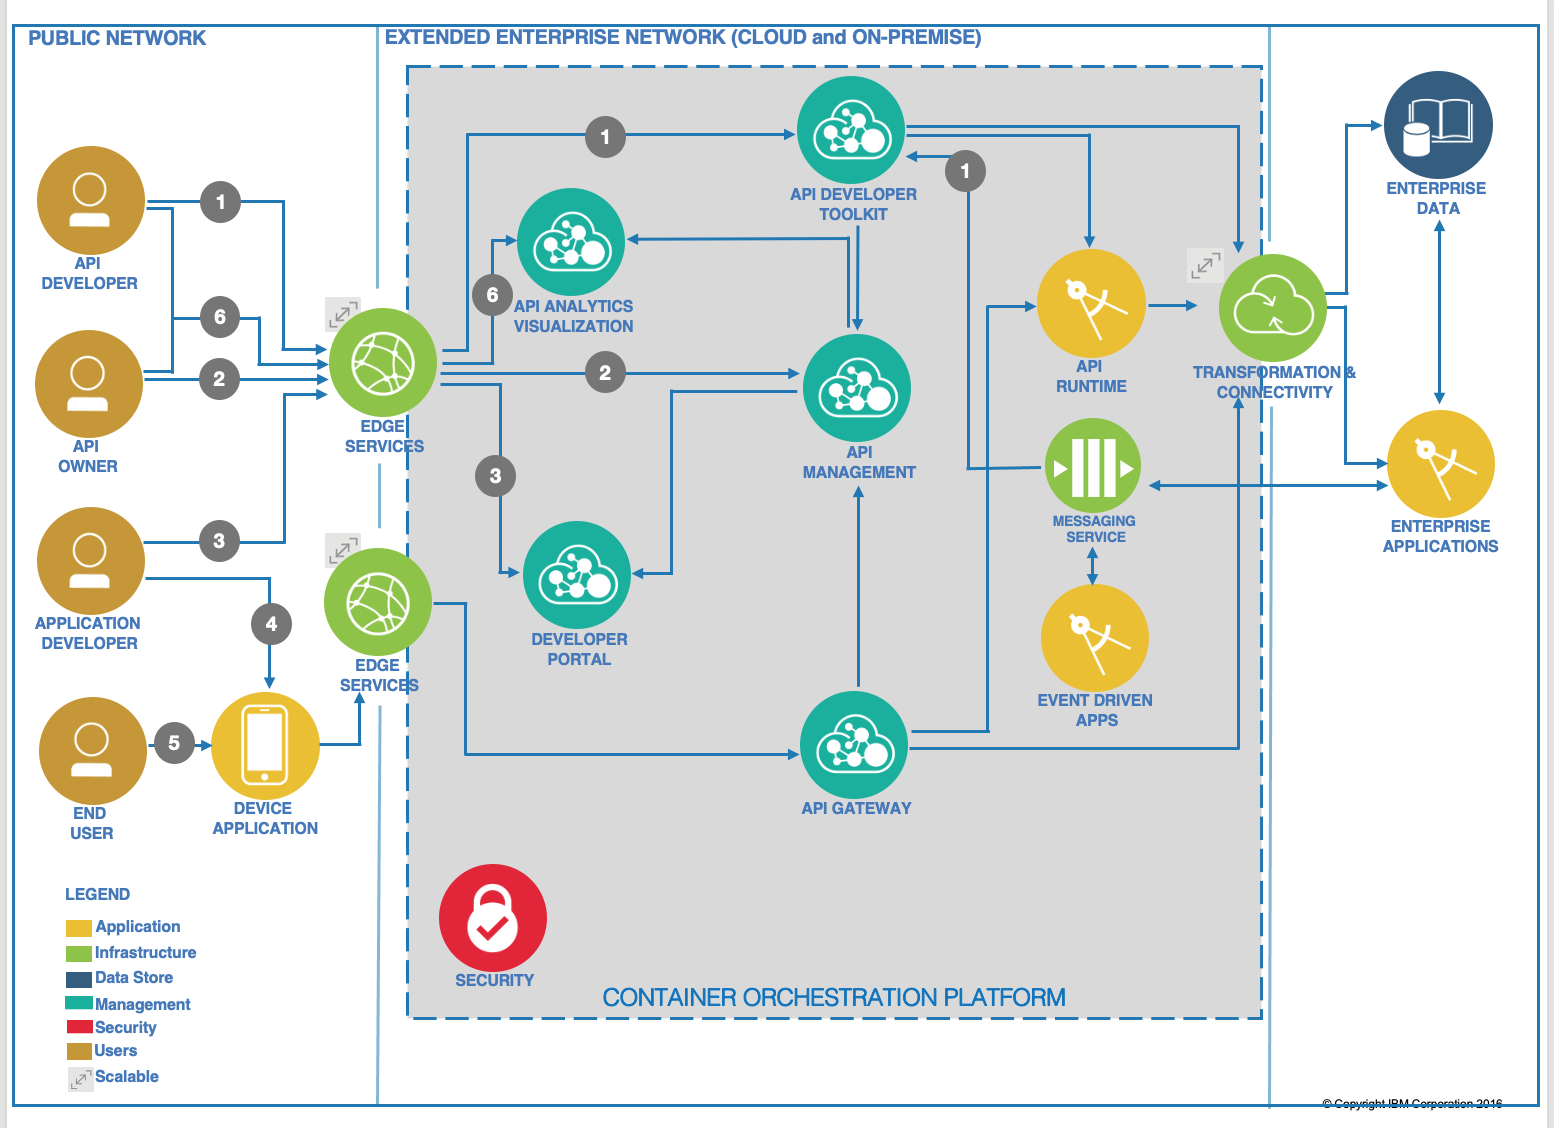 PUBLIC NETWORK
EXTENDED ENTERPRISE NETWORK (CLOUD and ON-PREMISE)
API
DEVELOPER
1
6
API
OWNER
2
APPLICATION
DEVELOPER
3
4
END
USER
5
DEVICE
APPLICATION
EDGE
SERVICES
EDGE
SERVICES
1
6
2
3
API ANALYTICS
VISUALIZATION
API DEVELOPER
TOOLKIT
1
API
MANAGEMENT
DEVELOPER
PORTAL
API GATEWAY
API
RUNTIME
MESSAGING
SERVICE
EVENT DRIVEN
APPS
TRANSFORMATION &
CONNECTIVITY
ENTERPRISE
DATA
ENTERPRISE
APPLICATIONS
SECURITY
CONTAINER ORCHESTRATION PLATFORM
LEGEND
Application
Infrastructure
Data Store
Management
Security
Users
Scalable
© Copyright IBM Corporation 2016